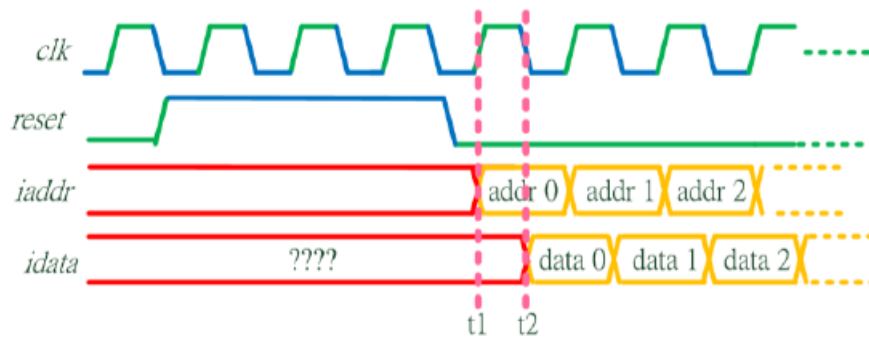 clk
reset
iaddr addr 0 addr 1 addr 2
idata ???? data 0 data 1 data 2
t1 t2